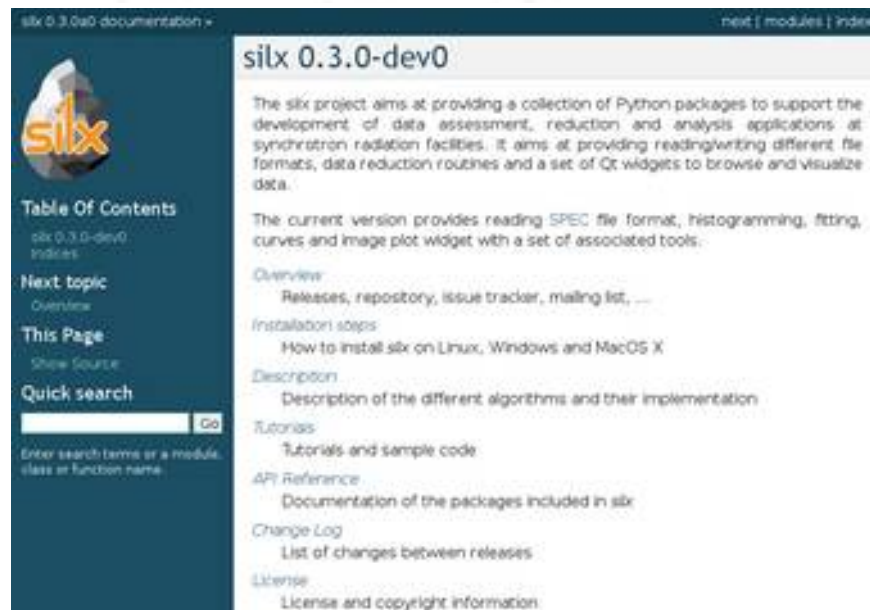 silx 0.3.0a0 documentation »
next | modules | index
silx
silx 0.3.0-dev0
The silx project aims at providing a collection of Python packages to support the
development of data assessment, reduction and analysis applications at
synchrotron radiation facilities. It aims at providing reading/writing different file
formats, data reduction routines and a set of Qt widgets to browse and visualize
data.
The current version provides reading SPEC file format, histogramming, fitting,
curves and image plot widget with a set of associated tools.
Overview
Releases, repository, issue tracker, mailing list, ...
Installation steps
How to install silx on Linux, Windows and MacOS X
Description
Description of the different algorithms and their implementation
Tutorials
Tutorials and sample code
API Reference
Documentation of the packages included in silx
Change Log
List of changes between releases
License
License and copyright information
Table Of Contents
silx 0.3.0-dev0
Indices
Next topic
Overview
This Page
Show Source
Quick search
Go
Enter search terms or a module,
class or function name.